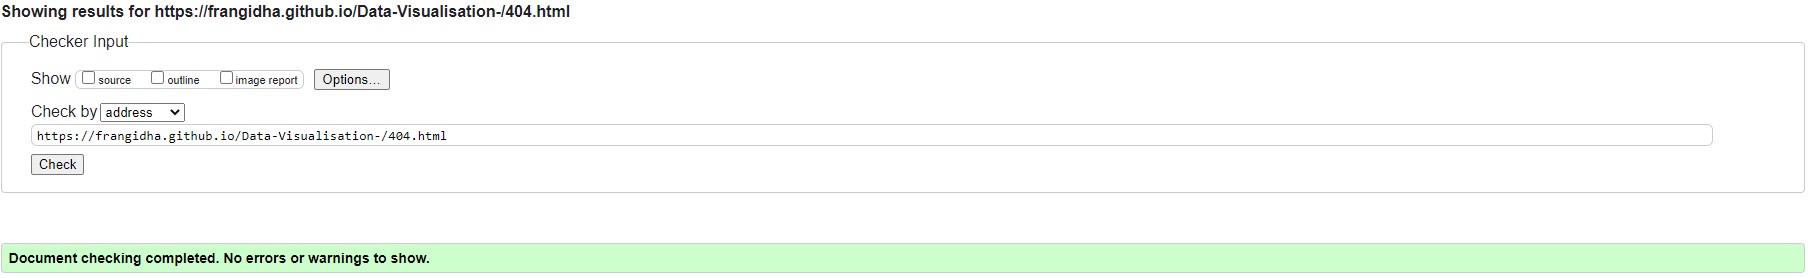 Showing results for https://frangidha.github.io/Data-Visualisation-/404.html
Checker Input
Show source outline image report Options...
Check by address
https://frangidha.github.io/Data-Visualisation-/404.html
Check
Document checking completed. No errors or warnings to show.